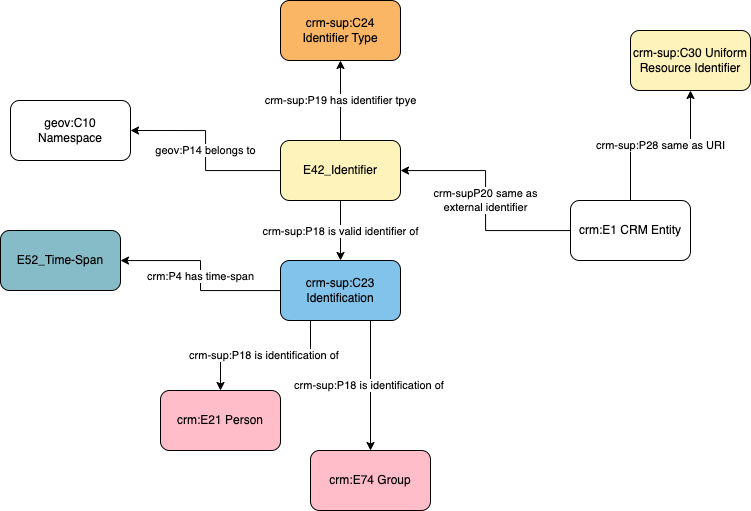 crm-sup:C24
Identifier Type
crm-sup:C30 Uniform
Resource Identifier
crm-sup:P19 has identifier tpye
geov:C10
Namespace
geov:P14 belongs to
crm-sup:P28 same as URI
E42_Identifier
crm-supP20 same as
external identifier
crm:E1 CRM Entity
crm-sup:P18 is valid identifier of
E52_Time-Span
crm:P4 has time-span
crm-sup:C23
Identification
crm-sup:P18 is identification of
crm-sup:P18 is identification of
crm:E21 Person
crm:E74 Group